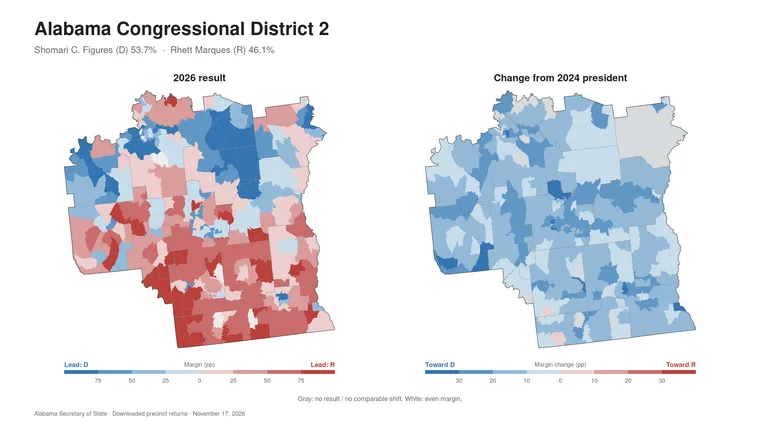 Alabama Congressional District 2
Shomari C. Figures (D) 53.7% · Rhett Marques (R) 46.1%
2026 result
Change from 2024 president
Lead: D
Margin (pp)
Lead: R
75 50 25 0 25 50 75
Toward D
Margin change (pp)
Toward R
30 20 10 0 10 20 30
Gray: no result / no comparable shift. White: even margin.
Alabama Secretary of State · Downloaded precinct returns · November 17, 2026